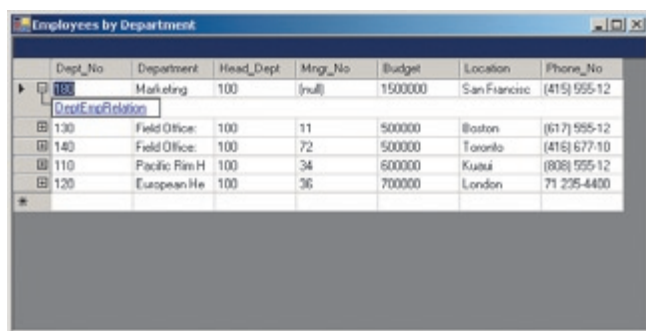 Employees by Department
Dept_No Department Head_Dept Mngr_No Budget Location Phone_No
180 Marketing 100 (null) 1500000 San Francisc (415) 555-12
DeptEmpRelation
130 Field Office: 100 11 500000 Boston (617) 555-12
140 Field Office: 100 72 500000 Toronto (416) 677-10
110 Pacific Rim H 100 34 600000 Kuaui (808) 555-12
120 European He 100 36 700000 London 71 235-4400